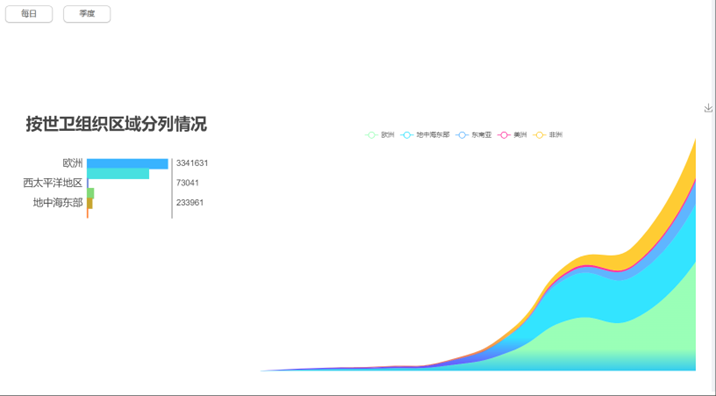 每日 季度
按世卫组织区域分列情况
欧洲 地中海东部 东南亚 美洲 非洲
欧洲 3341631
西太平洋地区 73041
地中海东部 233961